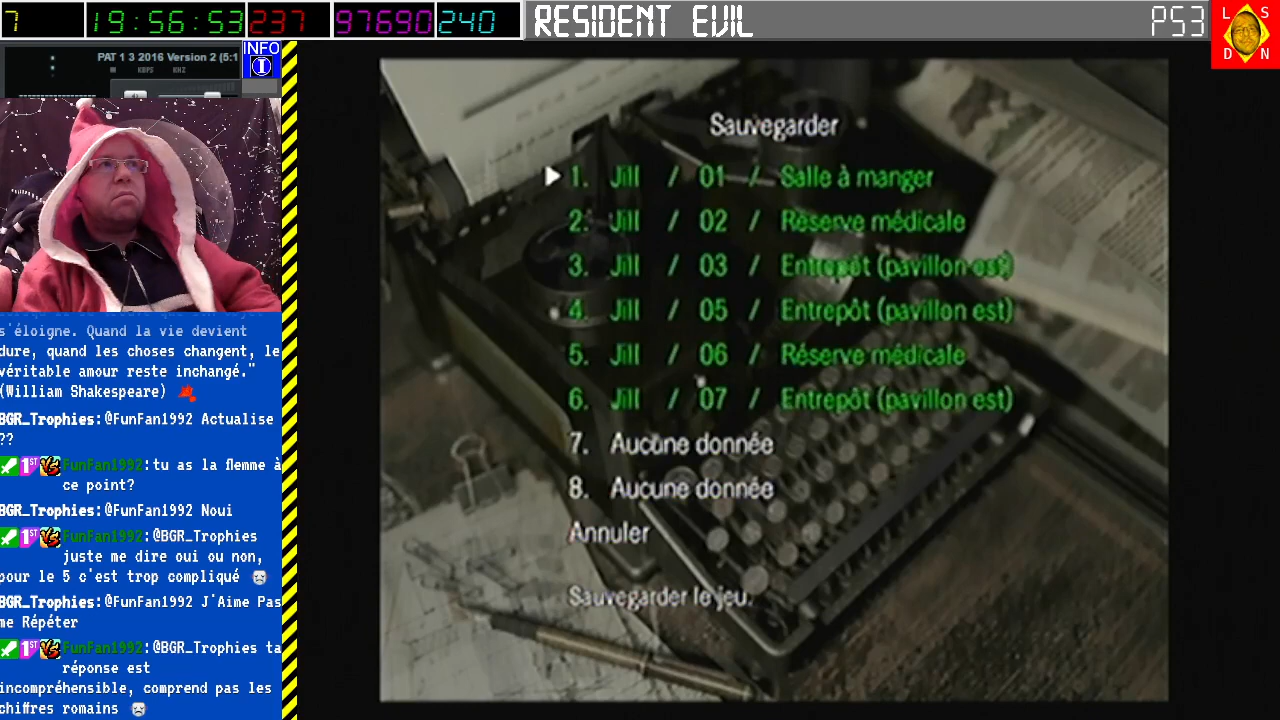 7 19:56:53 237 97690 240 RESIDENT EVIL PS3
L S
D N
INFO
PAT 1 3 2016 Version 2 (5:1
KBPS KHZ
s'éloigne. Quand la vie devient
dure, quand les choses changent, le
véritable amour reste inchangé."
(William Shakespeare)
BGR_Trophies: @FunFan1992 Actualise
??
1ST FunFan1992: tu as la flemme à
ce point?
BGR_Trophies: @FunFan1992 Noui
1ST FunFan1992: @BGR_Trophies
juste me dire oui ou non,
pour le 5 c'est trop compliqué
BGR_Trophies: @FunFan1992 J'Aime Pas
me Répéter
1ST FunFan1992: @BGR_Trophies ta
réponse est
incompréhensible, comprend pas les
chiffres romains
Sauvegarder
1. Jill / 01 / Salle à manger
2. Jill / 02 / Réserve médicale
3. Jill / 03 / Entrepôt (pavillon est)
4. Jill / 05 / Entrepôt (pavillon est)
5. Jill / 06 / Réserve médicale
6. Jill / 07 / Entrepôt (pavillon est)
7. Aucune donnée
8. Aucune donnée
Annuler
Sauvegarder le jeu.